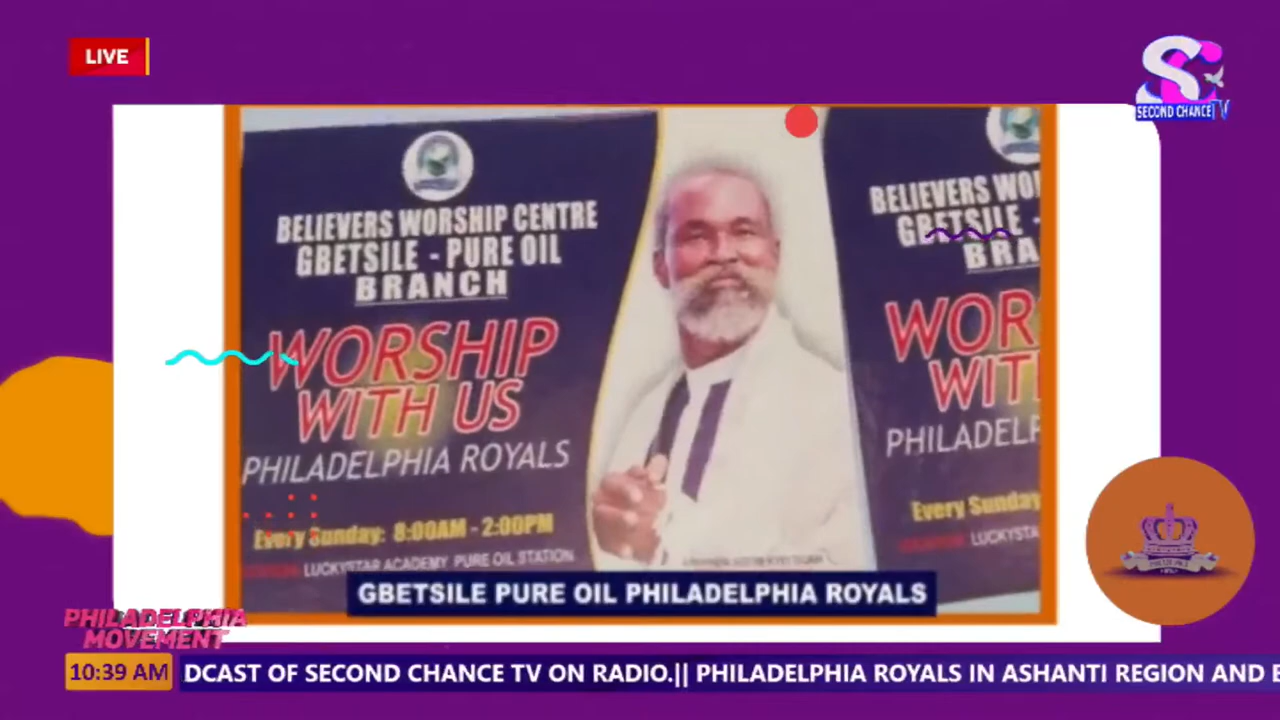 LIVE
SECOND CHANCE TV
BELIEVERS WORSHIP CENTRE
GBETSILE - PURE OIL
BRANCH
WORSHIP
WITH US
PHILADELPHIA ROYALS
Every Sunday: 8:00AM - 2:00PM
LUCKYSTAR ACADEMY PURE OIL STATION
BELIEVERS WOR
GBETSILE -
BRA
WOR
WITH
PHILADELP
Every Sunday
LUCKYSTA
GBETSILE PURE OIL PHILADELPHIA ROYALS
PHILADELPHIA
MOVEMENT
10:39 AM
DCAST OF SECOND CHANCE TV ON RADIO.|| PHILADELPHIA ROYALS IN ASHANTI REGION AND E